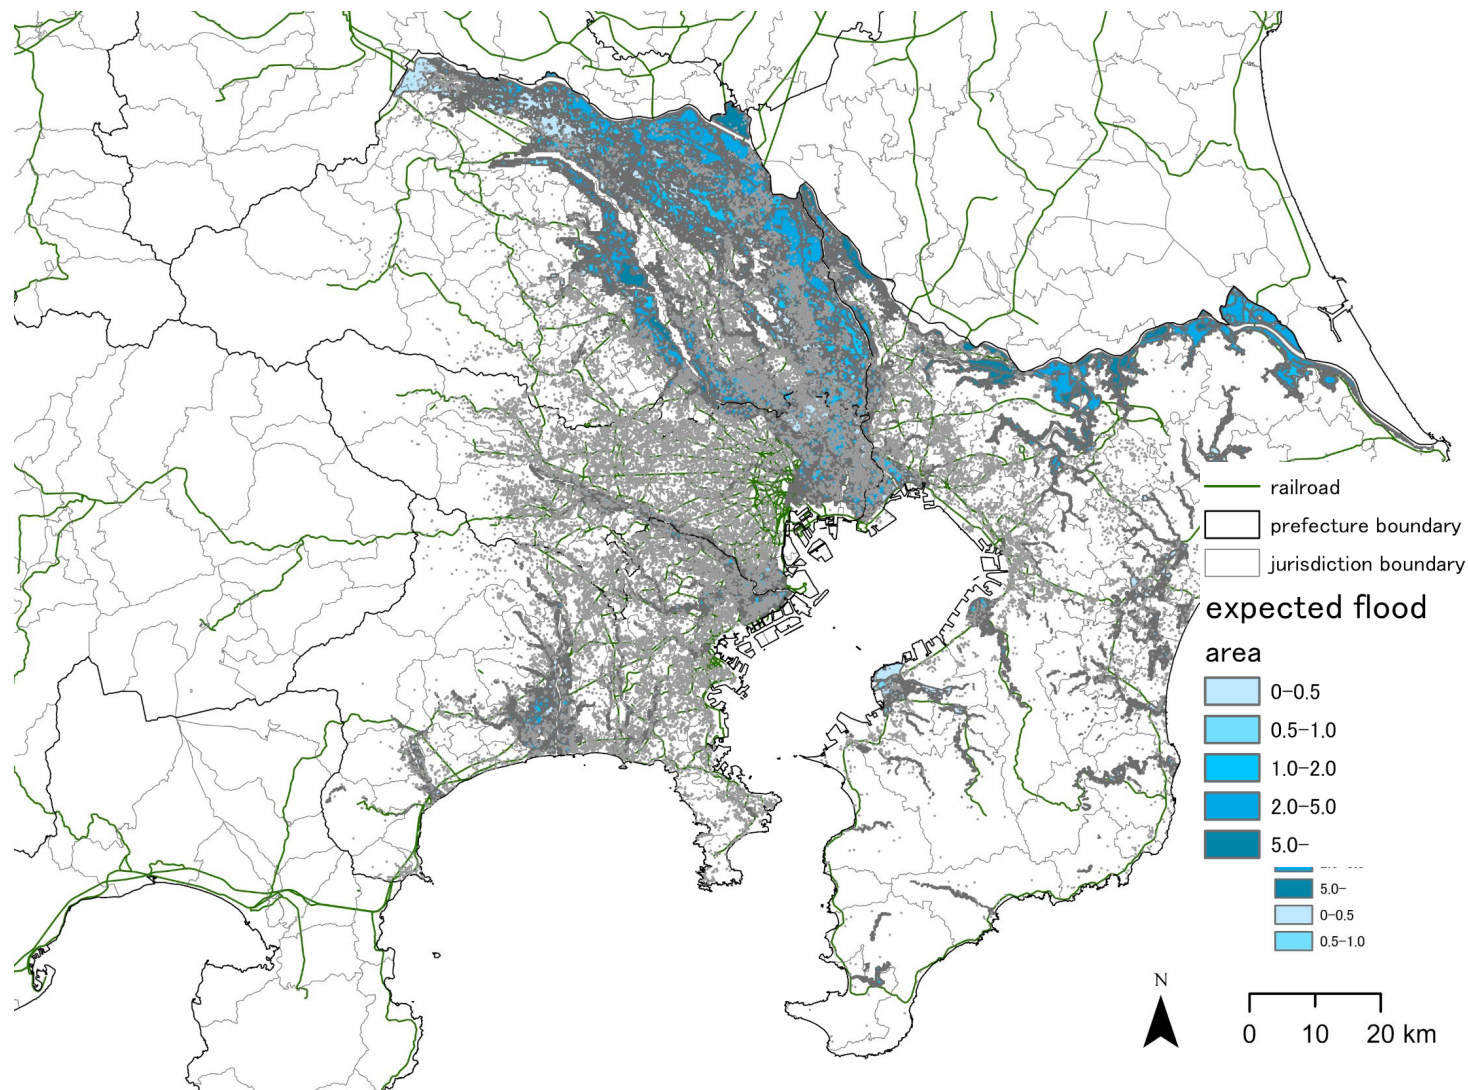 railroad
prefecture boundary
jurisdiction boundary
expected flood
area
0-0.5
0.5-1.0
1.0-2.0
2.0-5.0
5.0-
5.0-
0-0.5
0.5-1.0
N
0 10 20 km